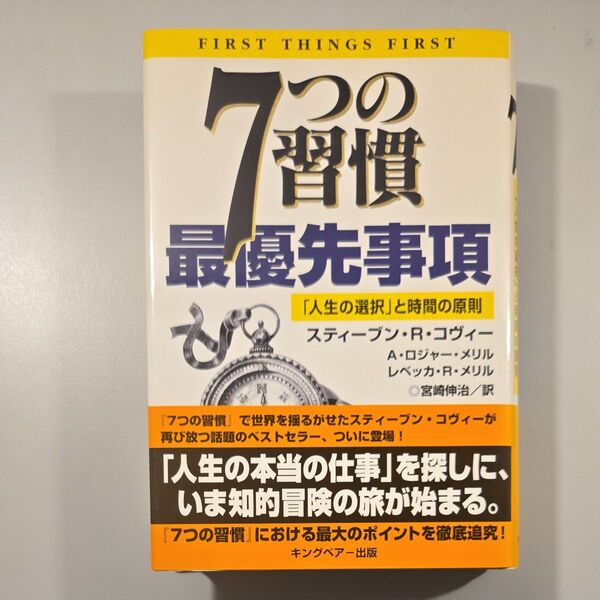 FIRST THINGS FIRST
7つの
習慣
最優先事項
「人生の選択」と時間の原則
スティーブン・R・コヴィー
A・ロジャー・メリル
レベッカ・R・メリル
◎宮崎伸治／訳
N
『7つの習慣』で世界を揺るがせたスティーブン・コヴィーが
再び放つ話題のベストセラー、ついに登場！
「人生の本当の仕事」を探しに、
いま知的冒険の旅が始まる。
『7つの習慣』における最大のポイントを徹底追究！
キングベアー出版